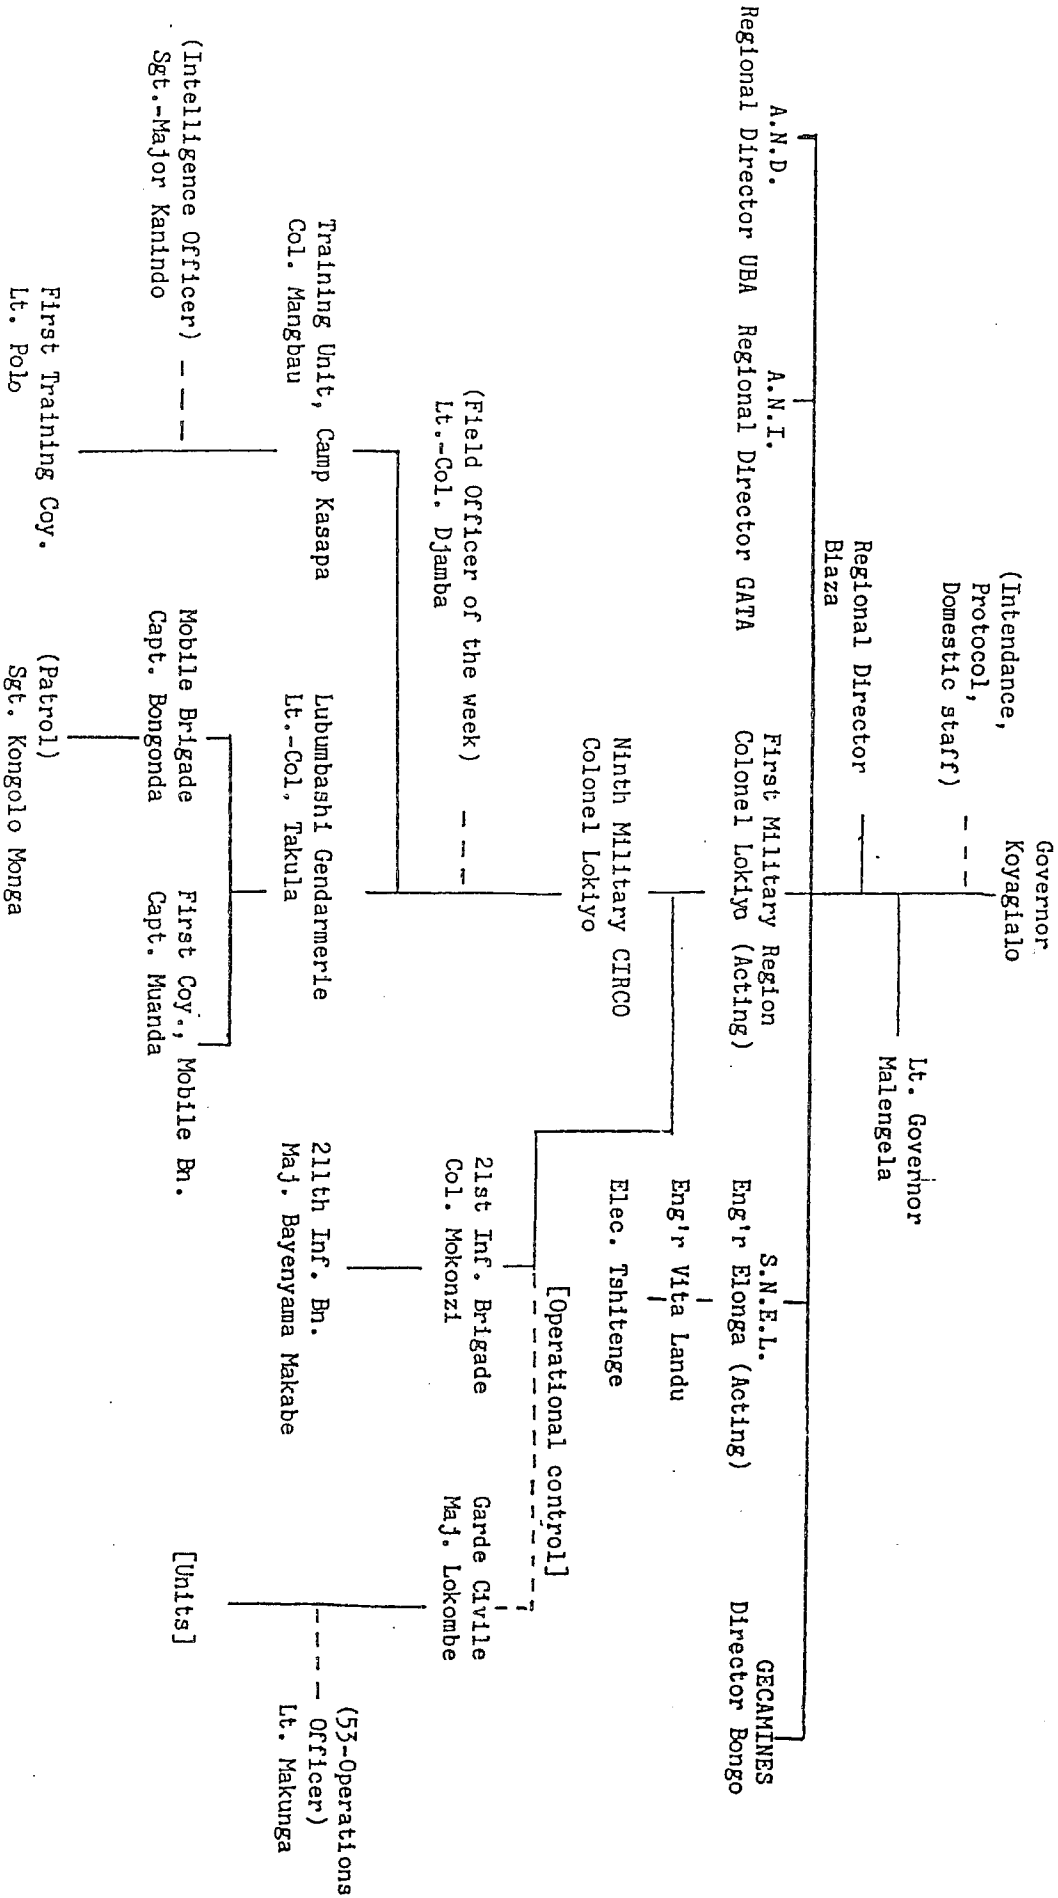 Governor
Koyagialo
(Intendance,
Protocol,
Domestic staff)
Lt. Governor
Malengela
Regional Director
Biaza
A.N.D.
Regional Director UBA
A.N.I.
Regional Director GATA
First Military Region
Colonel Lokiyo (Acting)
S.N.E.L.
Eng'r Elonga (Acting)
Eng'r Vita Landu
Elec. Tshitenge
GECAMINES
Director Bongo
Ninth Military CIRCO
Colonel Lokiyo
[Operational control]
(Field Officer of the week)
Lt.-Col. Djamba
21st Inf. Brigade
Col. Mokonzi
Garde Civile
Maj. Lokombe
Training Unit, Camp Kasapa
Col. Mangbau
Lubumbashi Gendarmerie
Lt.-Col. Takula
211th Inf. Bn.
Maj. Bayenyama Makabe
(53-Operations
Officer)
Lt. Makunga
(Intelligence Officer)
Sgt.-Major Kanindo
Mobile Brigade
Capt. Bongonda
First Coy., Mobile Bn.
Capt. Muanda
[Units]
First Training Coy.
Lt. Polo
(Patrol)
Sgt. Kongolo Monga